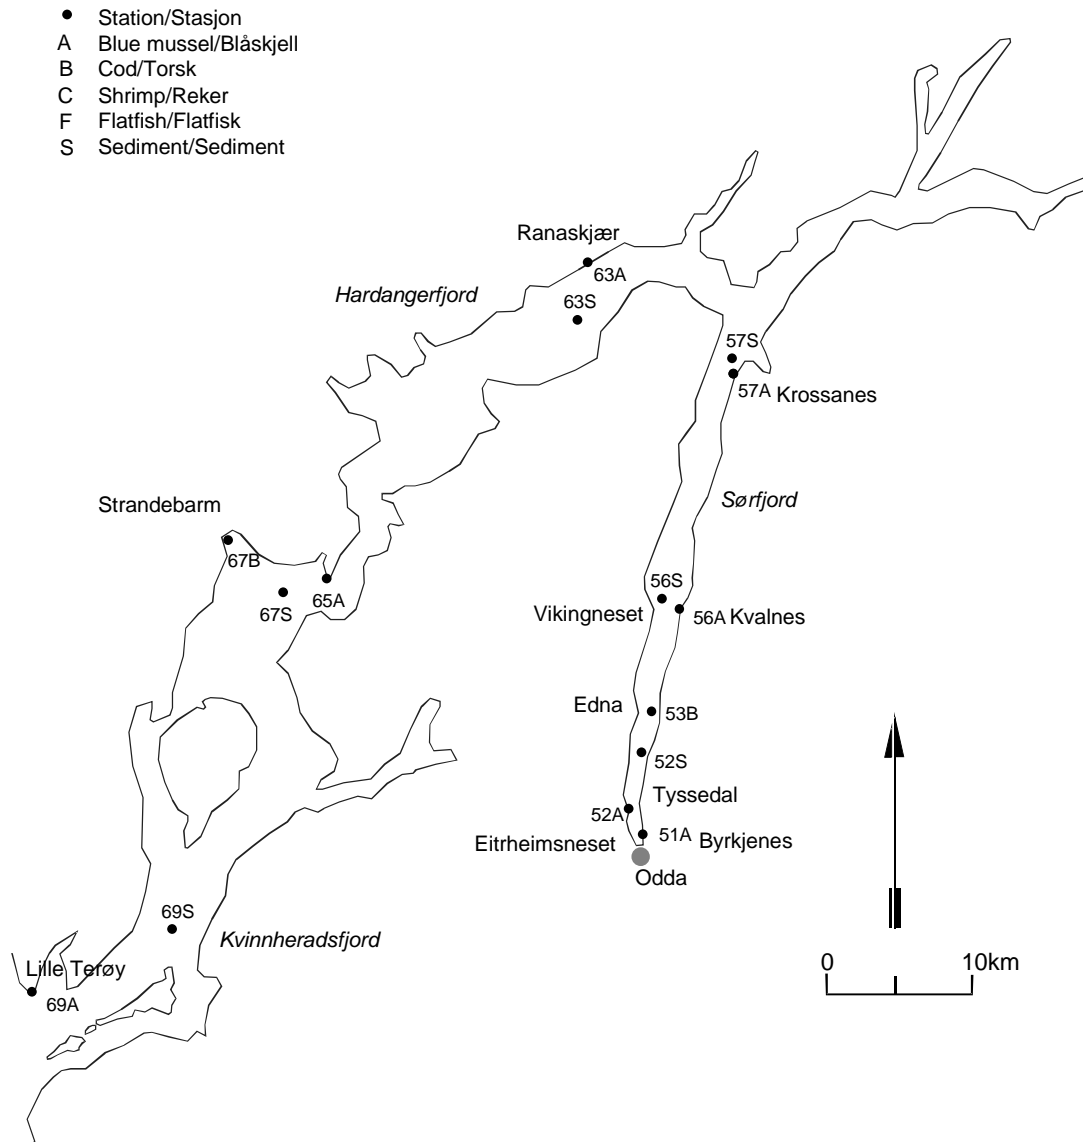 Station/Stasjon
A Blue mussel/Blåskjell
B Cod/Torsk
C Shrimp/Reker
F Flatfish/Flatfisk
S Sediment/Sediment
Ranaskjær
63A
Hardangerfjord
63S
57S
57A Krossanes
Strandebarm
Sørfjord
67B
56S
65A
67S
Vikingneset
56A Kvalnes
Edna
53B
52S
Tyssedal
52A
51A Byrkjenes
Eitrheimsneset
Odda
69S
Kvinnheradsfjord
0 10km
Lille Terøy
69A